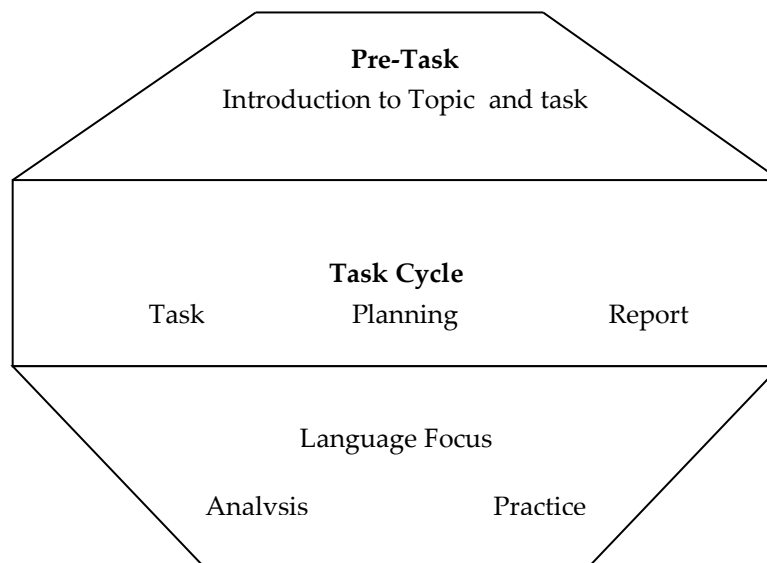 Pre-Task
Introduction to Topic and task
Task Cycle
Task Planning Report
Language Focus
Analysis Practice